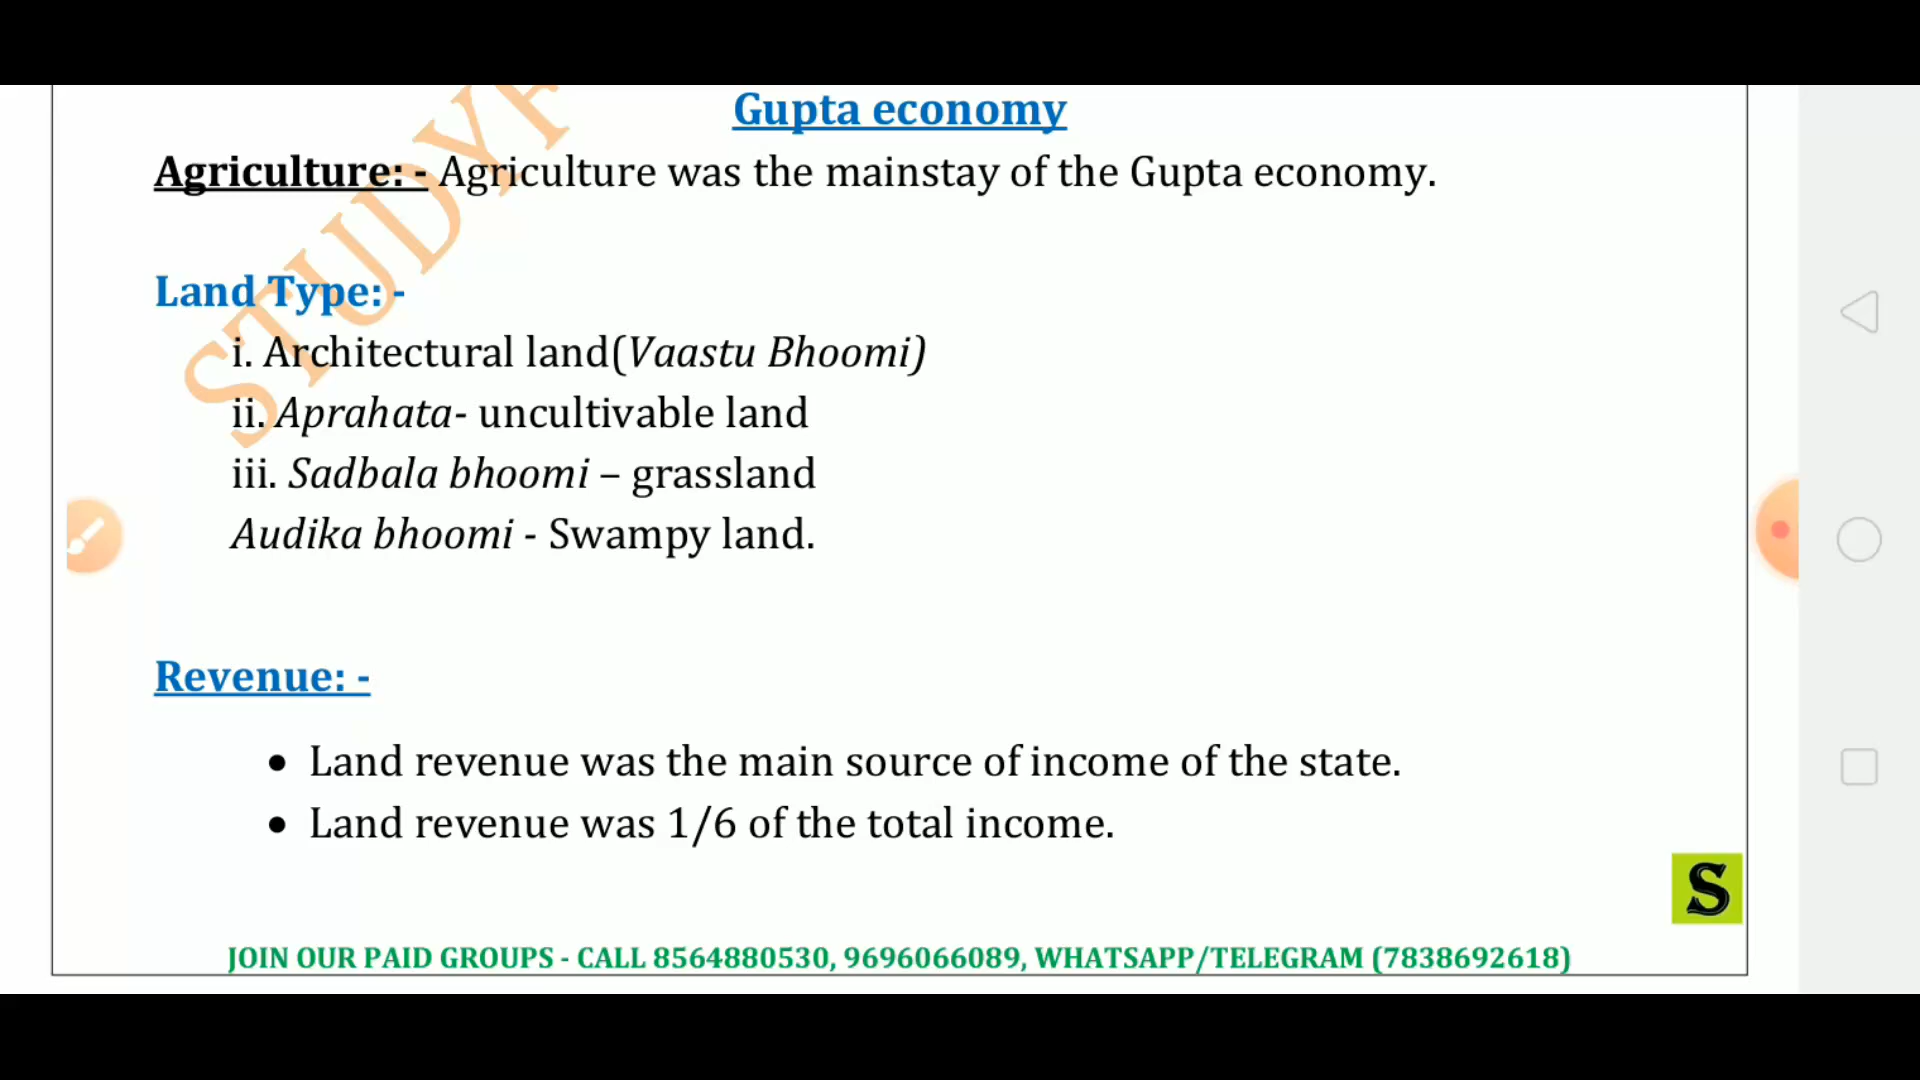 Gupta economy
Agriculture: - Agriculture was the mainstay of the Gupta economy.
Land Type: -
i. Architectural land(Vaastu Bhoomi)
ii. Aprahata- uncultivable land
iii. Sadbala bhoomi – grassland
Audika bhoomi - Swampy land.
Revenue: -
• Land revenue was the main source of income of the state.
• Land revenue was 1/6 of the total income.
S
JOIN OUR PAID GROUPS - CALL 8564880530, 9696066089, WHATSAPP/TELEGRAM (7838692618)